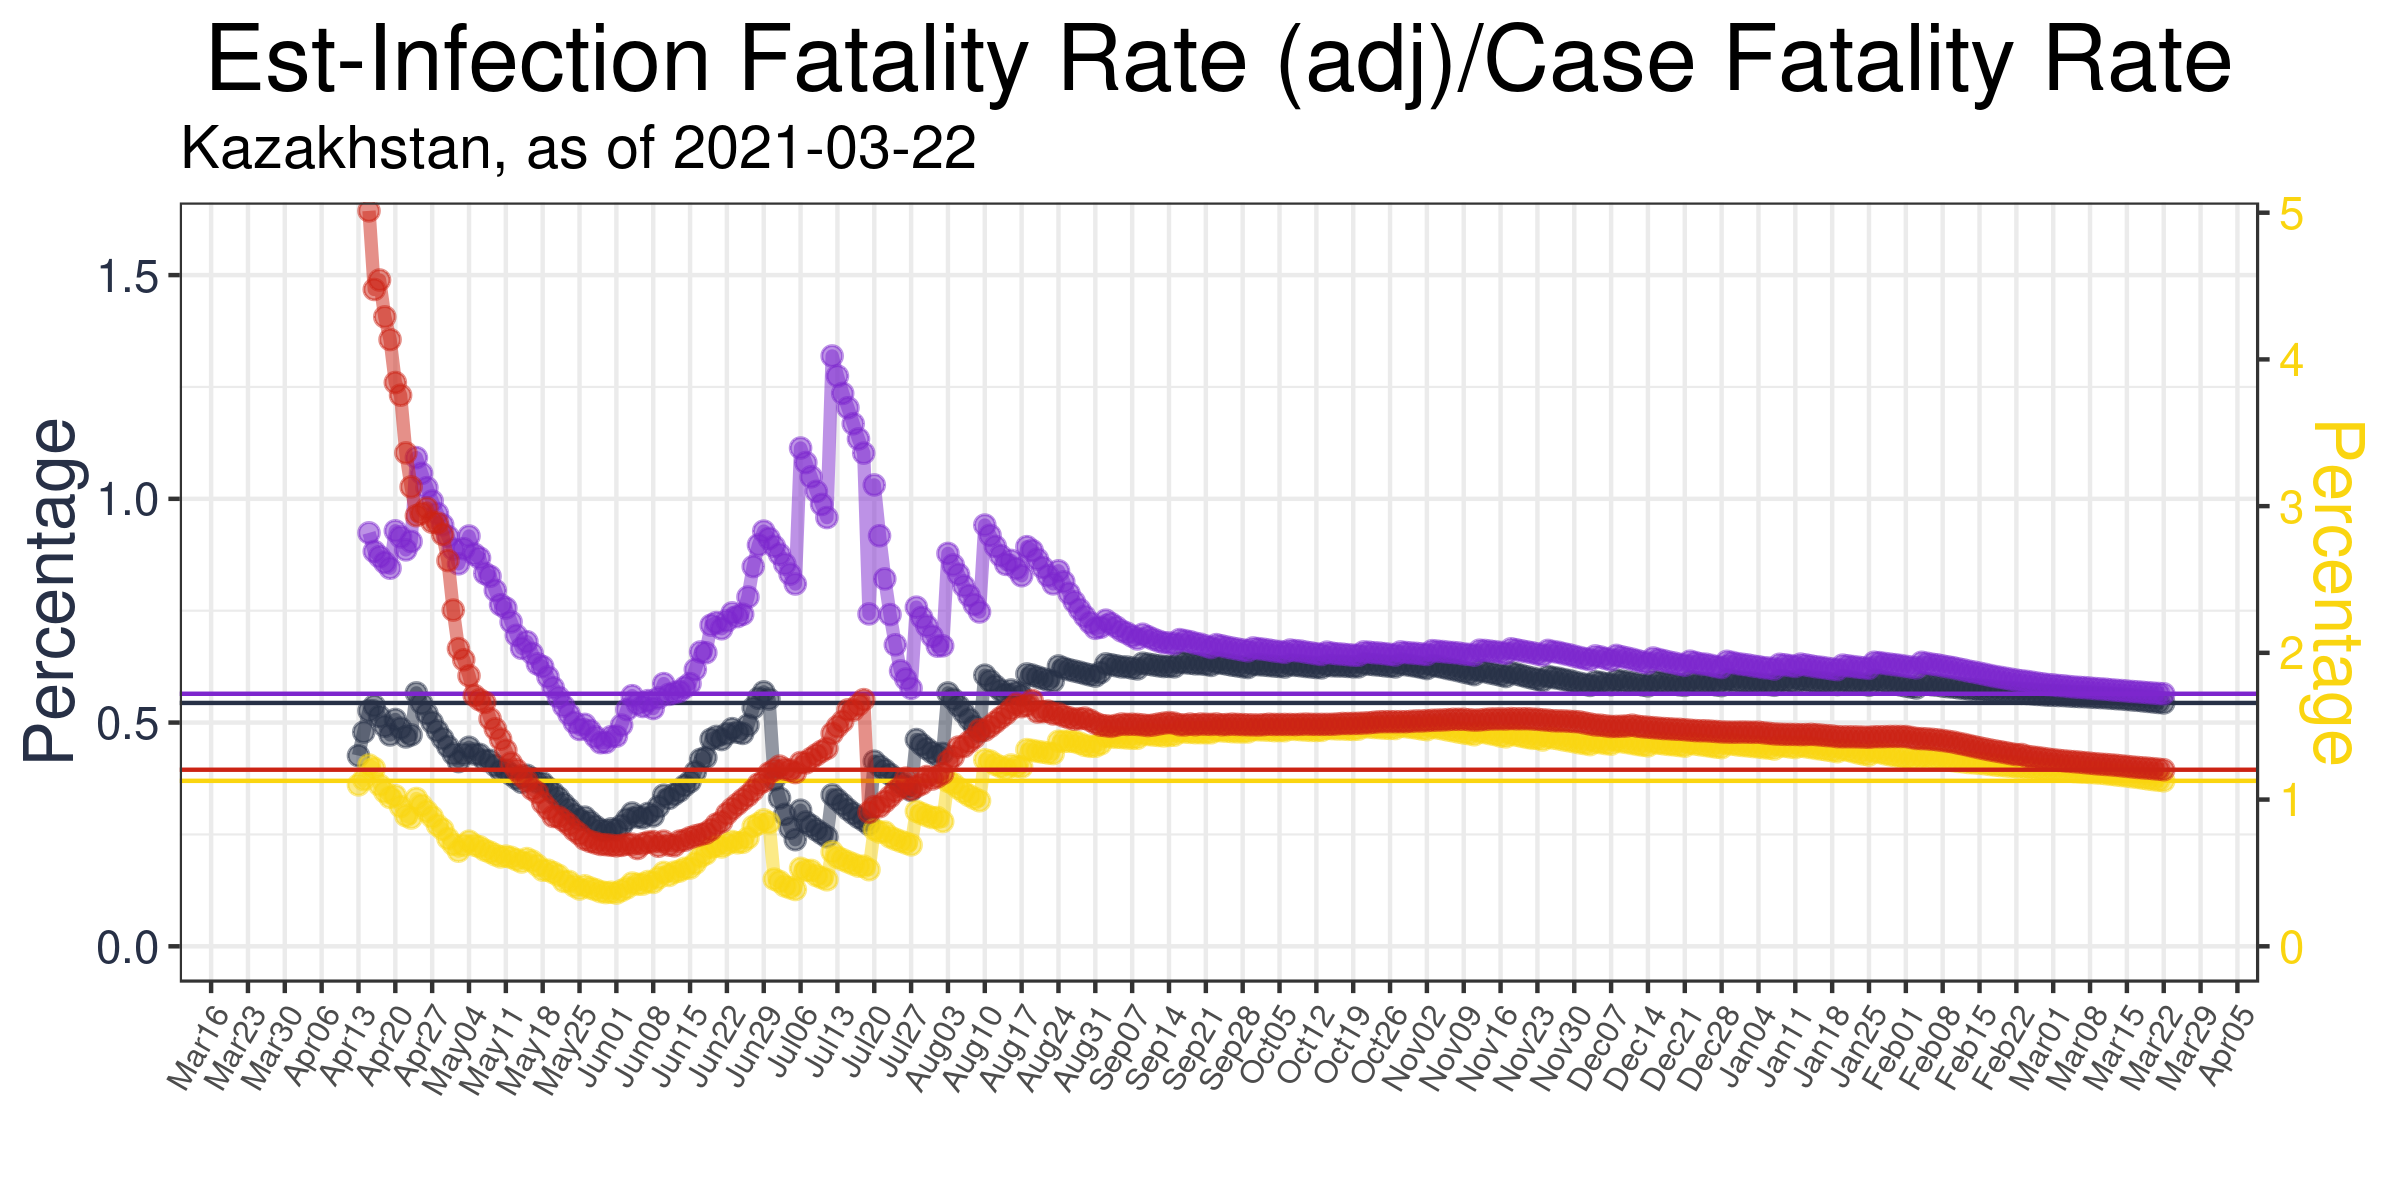 Est-Infection Fatality Rate (adj)/Case Fatality Rate
Kazakhstan, as of 2021-03-22
Percentage
1.5
1.0
0.5
0.0
5
4
3
2
1
0
Percentage
Mar16 Mar23 Mar30 Apr06 Apr13 Apr20 Apr27 May04 May11 May18 May25 Jun01 Jun08 Jun15 Jun22 Jun29 Jul06 Jul13 Jul20 Jul27 Aug03 Aug10 Aug17 Aug24 Aug31 Sep07 Sep14 Sep21 Sep28 Oct05 Oct12 Oct19 Oct26 Nov02 Nov09 Nov16 Nov23 Nov30 Dec07 Dec14 Dec21 Dec28 Jan04 Jan11 Jan18 Jan25 Feb01 Feb08 Feb15 Feb22 Mar01 Mar08 Mar15 Mar22 Mar29 Apr05